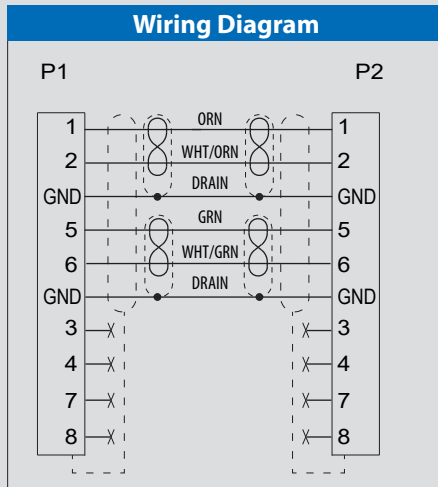 Wiring Diagram
P1 P2
ORN
1 1
WHT/ORN
2 2
DRAIN
GND GND
GRN
5 5
WHT/GRN
6 6
DRAIN
GND GND
3 3
4 4
7 7
8 8